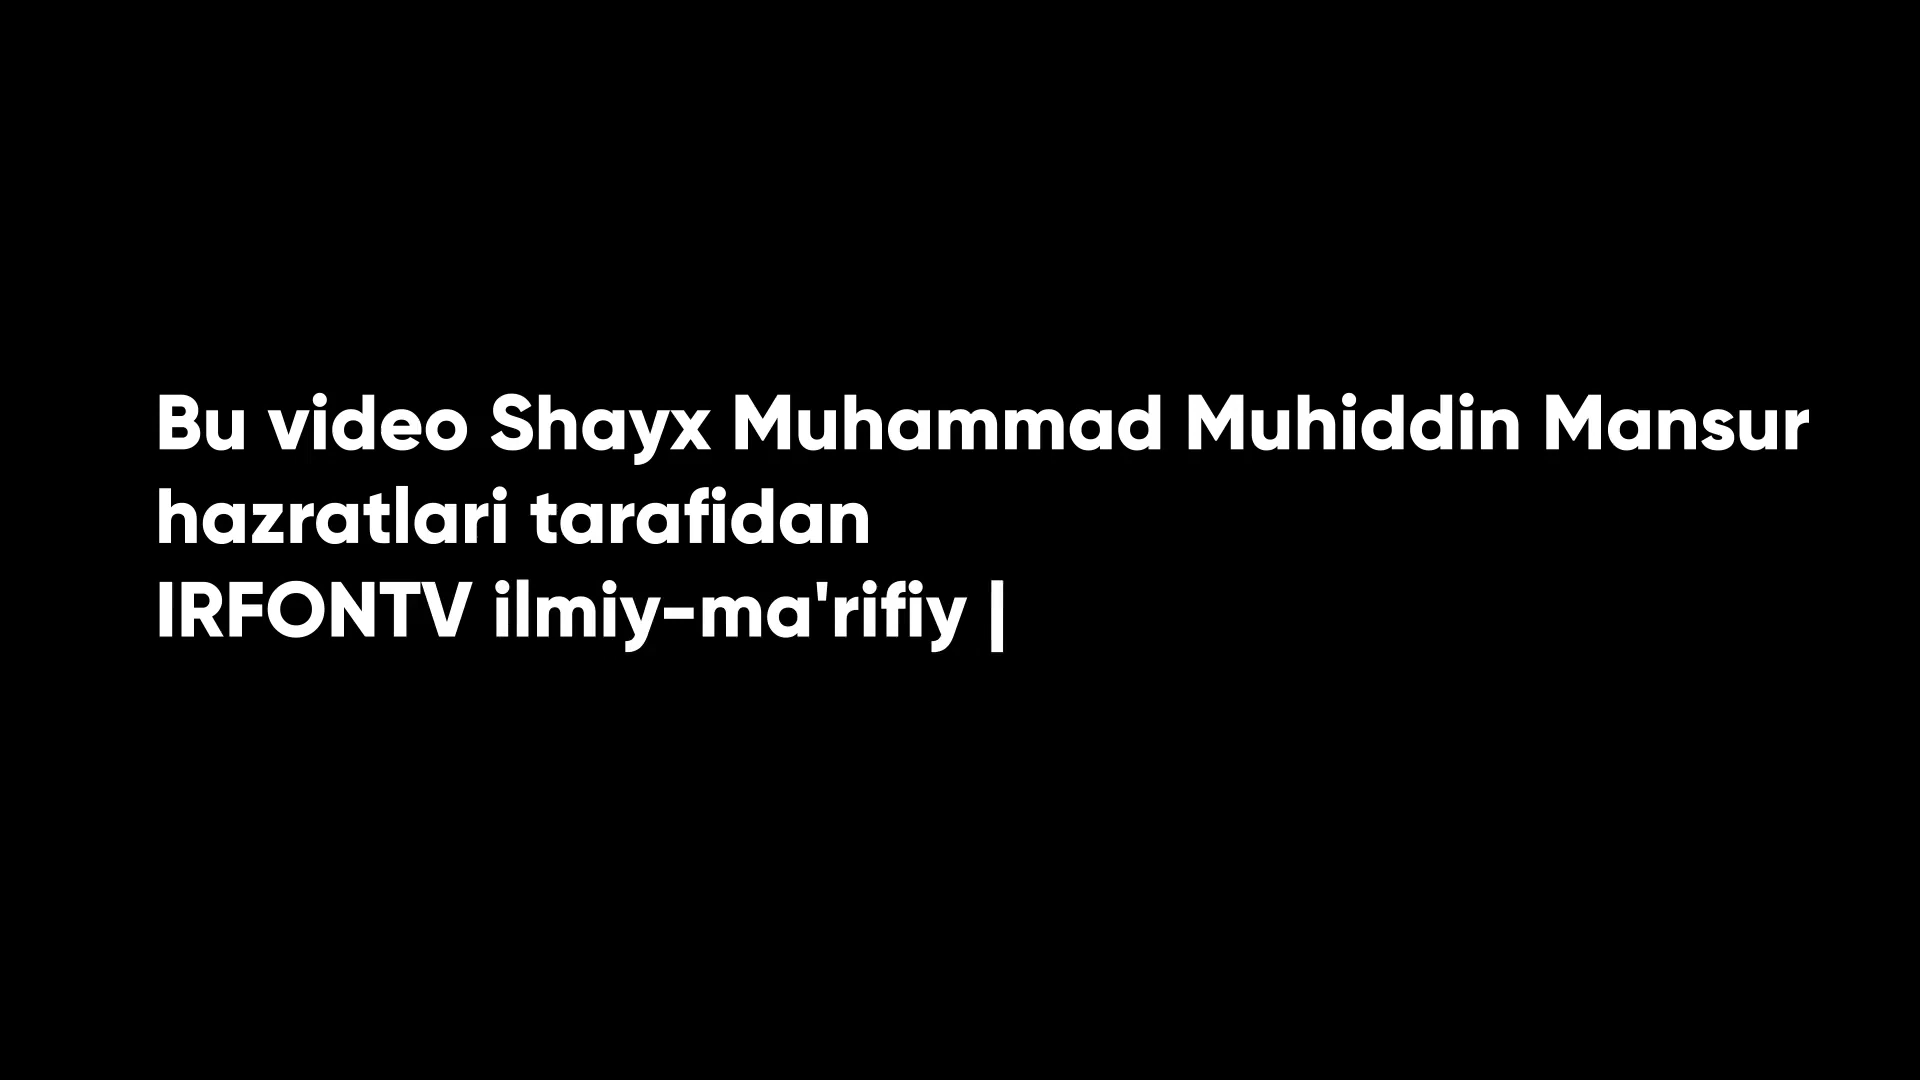 Bu video Shayx Muhammad Muhiddin Mansur
hazratlari tarafidan
IRFONTV ilmiy-ma'rifiy |